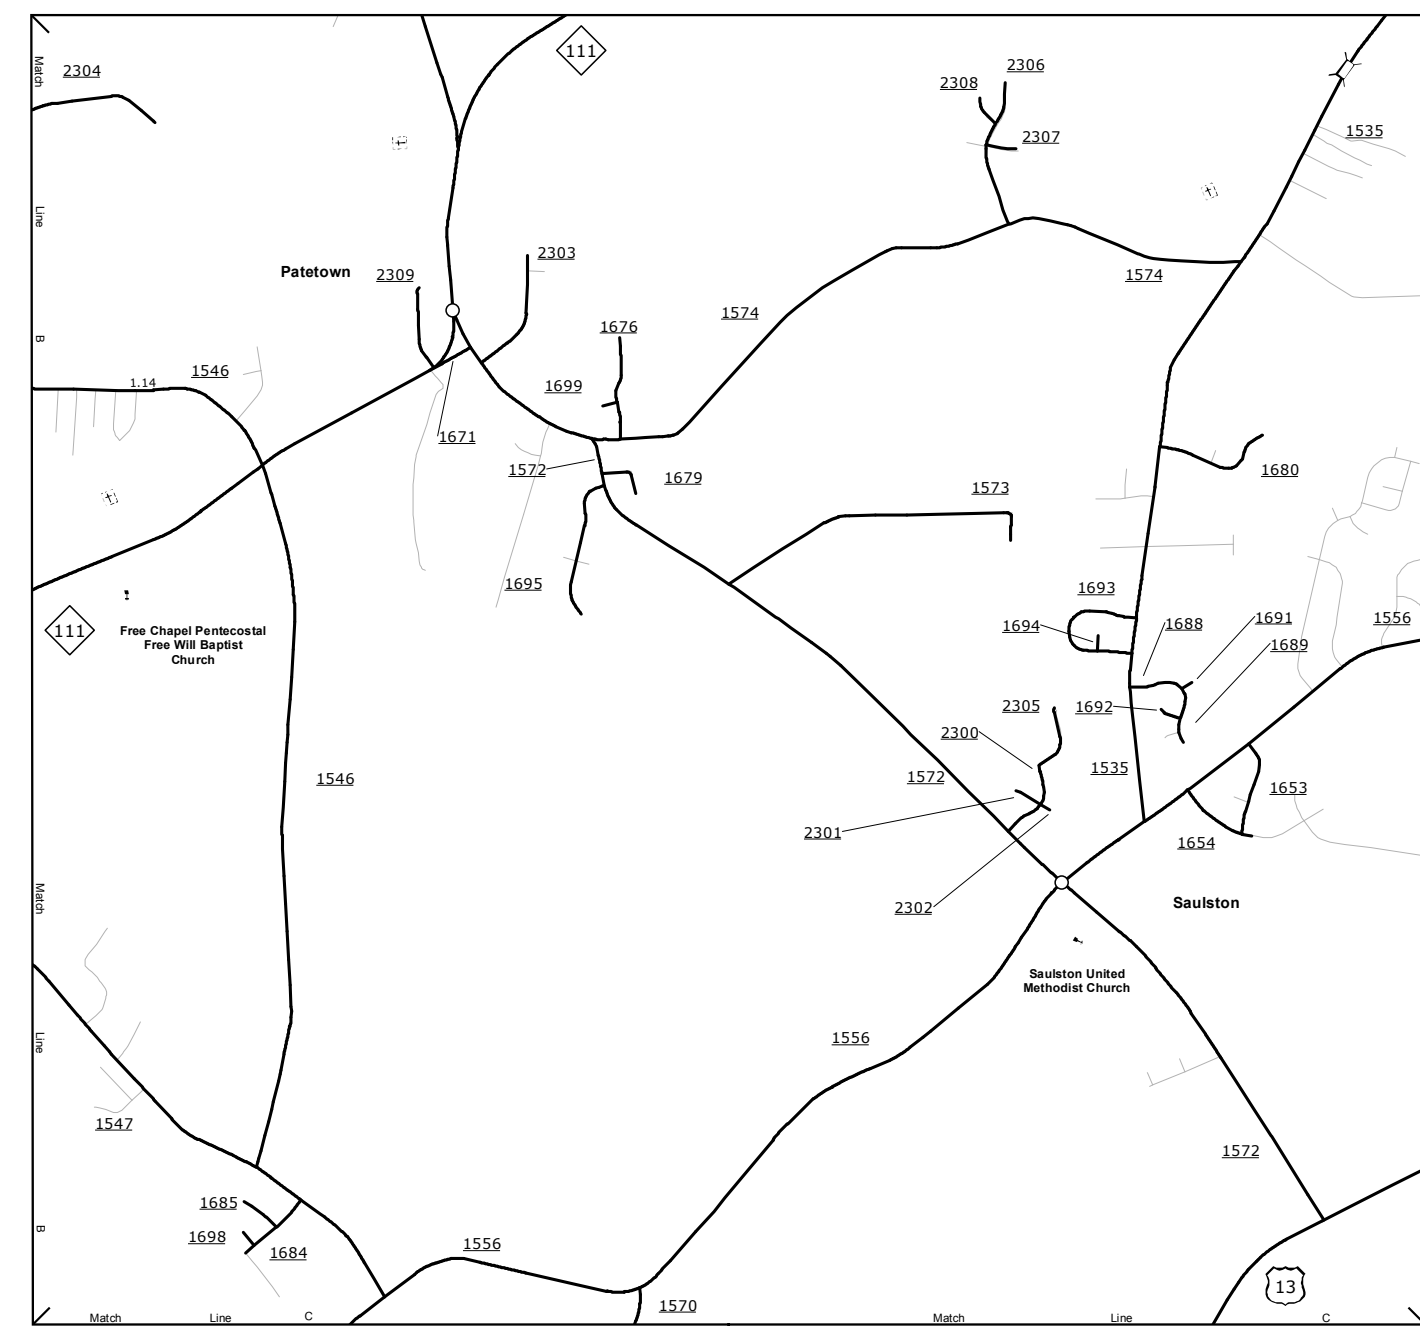 111
Match
2304
2306
2308
1535
2307
Line
2303
Patetown
2309
1574
1574
1676
B
1546
1.14
1699
1671
1572
1679
1680
1573
1695
1693
1694
1688
1691
1556
111
Free Chapel Pentecostal
Free Will Baptist
Church
1689
2305
1692
2300
1546
1572
1535
1653
2301
1654
Match
2302
Saulston
Saulston United
Methodist Church
Line
1556
1547
1572
1685
B
1698
1684
1556
13
1570
Match
Line
C
Match
Line
C